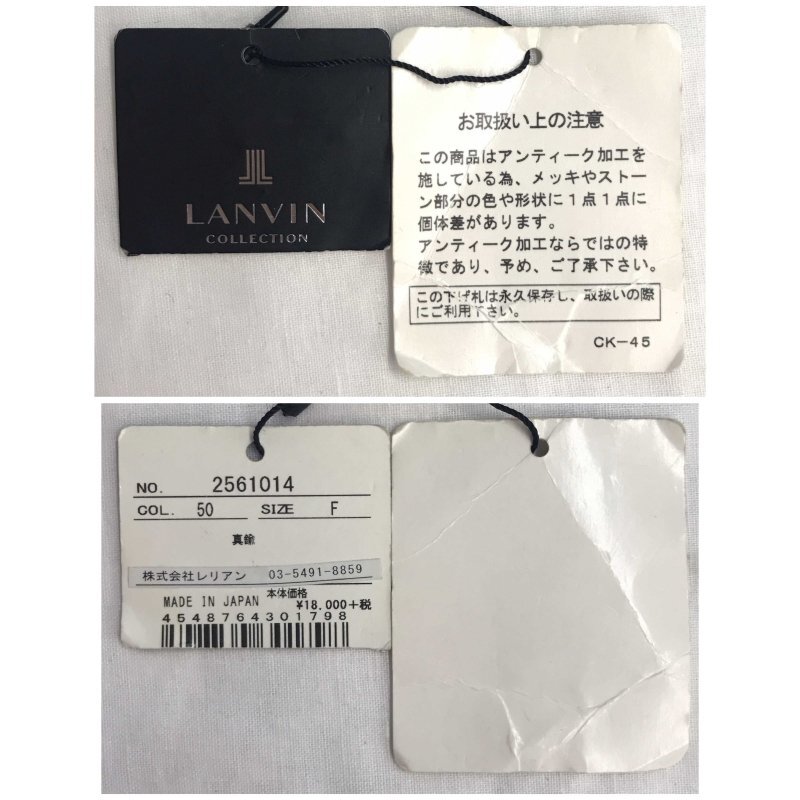 LANVIN
COLLECTION
お取扱い上の注意
この商品はアンティーク加工を
施している為、メッキやストー
ン部分の色や形状に1点1点に
個体差があります。
アンティーク加工ならではの特
徴であり、予め、ご了承下さい。
この下げ札は永久保存し、取扱いの際
にご利用下さい。
CK-45
NO. 2561014
COL. 50 SIZE F
真鍮
株式会社レリアン 03-5491-8859
本体価格
MADE IN JAPAN ¥18,000+税
4548764301798